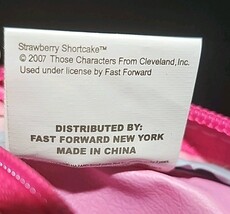 Strawberry Shortcake™
© 2007 Those Characters From Cleveland, Inc.
Used under license by Fast Forward
DISTRIBUTED BY:
FAST FORWARD NEW YORK
MADE IN CHINA